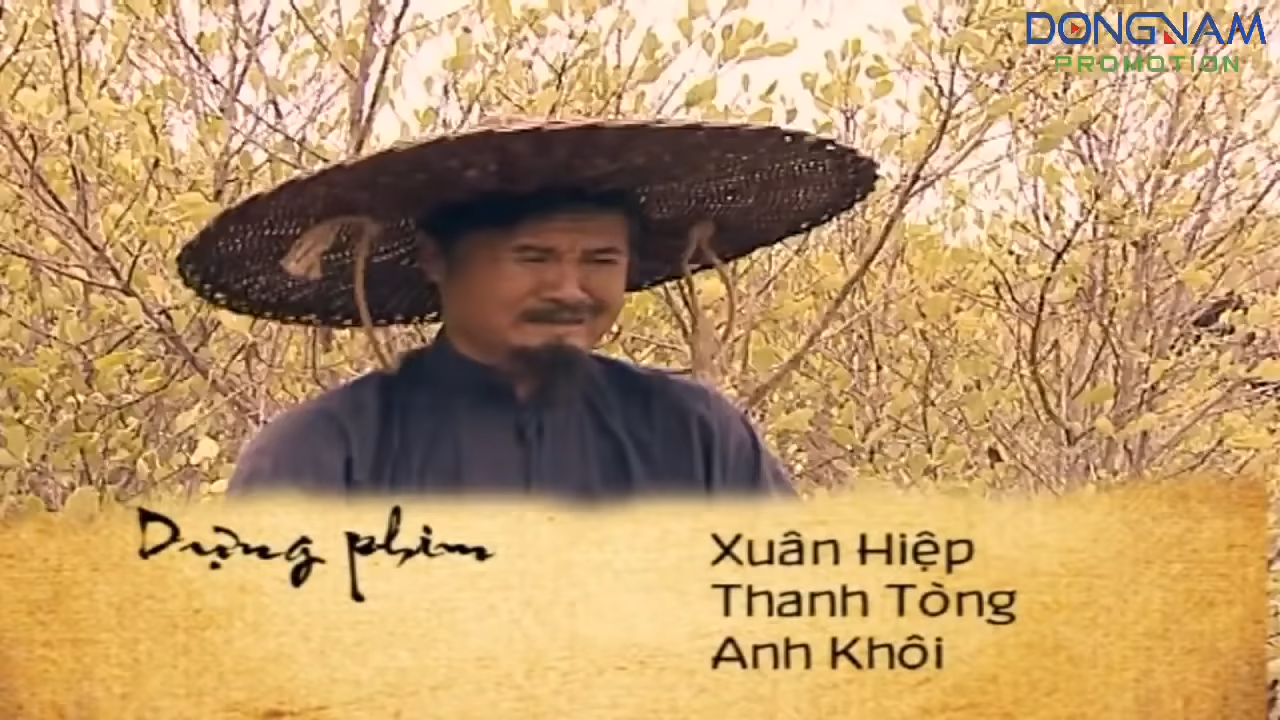 DONGNAM
PROMOTION
Dựng phim
Xuân Hiệp
Thanh Tòng
Anh Khôi